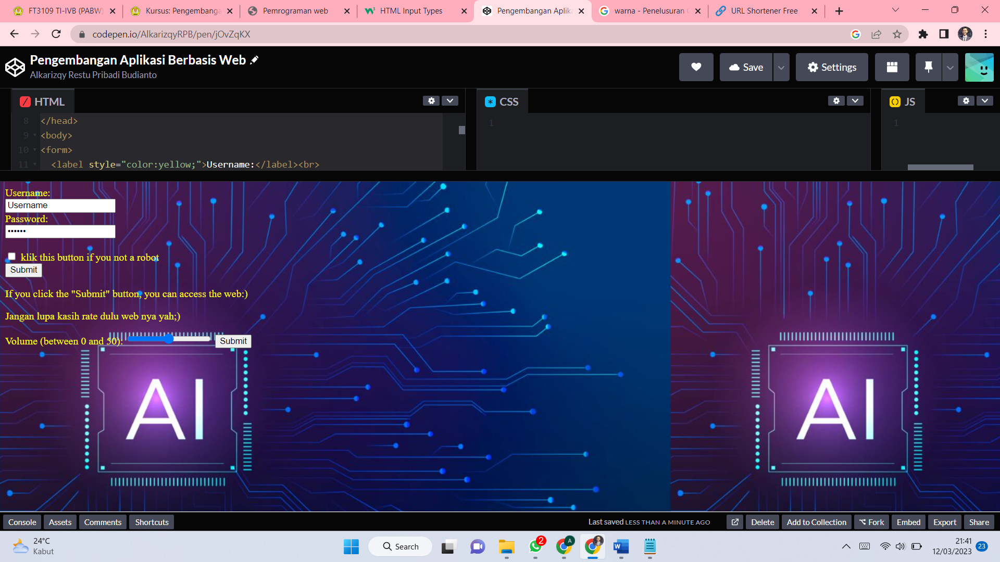 FT3109 TI-IVB (PABW)
Kursus: Pengembanga
Pemrograman web
HTML Input Types
Pengembangan Aplika
warna - Penelusuran G
URL Shortener Free
codepen.io/AlkarizqyRPB/pen/jOvZqKX
Pengembangan Aplikasi Berbasis Web
Alkarizqy Restu Pribadi Budianto
Save
Settings
HTML
CSS
JS
8 </head>
9 <body>
10 <form>
11 <label style="color:yellow;">Username:</label><br>
1
1
Username:
Username
Password:
••••••
klik this button if you not a robot
Submit
If you click the "Submit" button, you can access the web:)
Jangan lupa kasih rate dulu web nya yah;)
Volume (between 0 and 50):
Submit
AI
AI
Console
Assets
Comments
Shortcuts
Last saved LESS THAN A MINUTE AGO
Delete
Add to Collection
Fork
Embed
Export
Share
24°C
Kabut
Search
2
A
W
21:41
12/03/2023
23